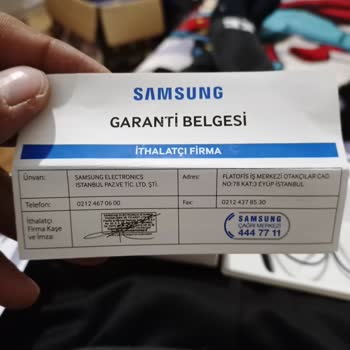 SAMSUNG
GARANTİ BELGESİ
İTHALATÇI FİRMA
Ünvan: SAMSUNG ELECTRONICS
İSTANBUL PAZ.VE TİC. LTD. ŞTİ.
Adres: FLATOFİS İŞ MERKEZİ OTAKÇILAR CAD.
NO:78 KAT:3 EYÜP İSTANBUL
Telefon: 0212 467 06 00
Fax: 0212 437 85 30
İthalatçı
Firma Kaşe
ve İmza:
SAMSUNG
ÇAĞRI MERKEZİ
444 77 11